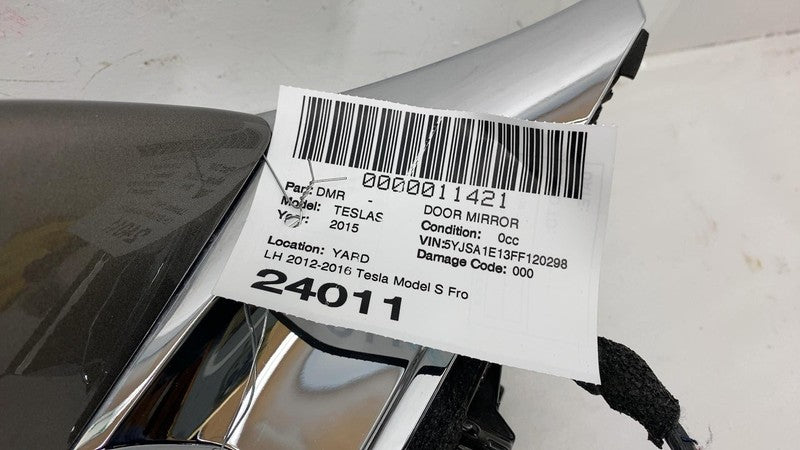 0000011421
Part: DMR - DOOR MIRROR
Model: TESLAS Condition: 0cc
Year: 2015 VIN:5YJSA1E13FF120298
Location: YARD Damage Code: 000
LH 2012-2016 Tesla Model S Fro
24011